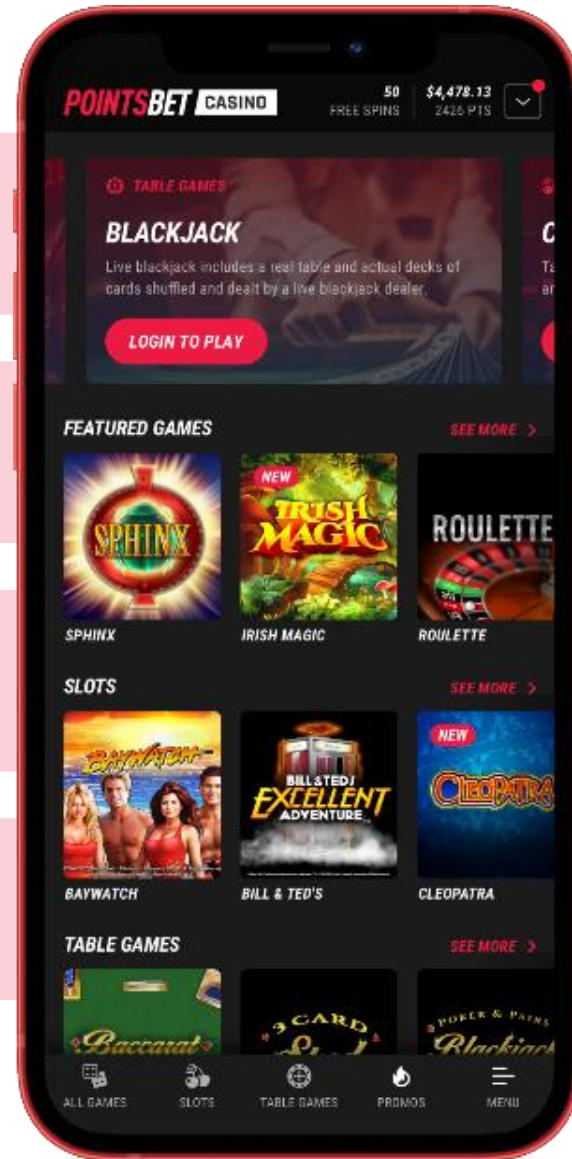 POINTSBET CASINO
50
FREE SPINS
$4,478.13
2426 PTS
TABLE GAMES
BLACKJACK
Live blackjack includes a real table and actual decks of
cards shuffled and dealt by a live blackjack dealer.
LOGIN TO PLAY
C
Ta
an
FEATURED GAMES
SEE MORE >
SPHINX
NEW
IRISH
MAGIC
ROULETTE
SPHINX
IRISH MAGIC
ROULETTE
SLOTS
SEE MORE >
BAYWATCH
BILL & TED'S
EXCELLENT
ADVENTURE
NEW
CLEOPATRA
BAYWATCH
BILL & TED'S
CLEOPATRA
TABLE GAMES
SEE MORE >
Baccarat
3 CARD
Stud
POKER & PAIRS
Blackjack
ALL GAMES
SLOTS
TABLE GAMES
PROMOS
MENU